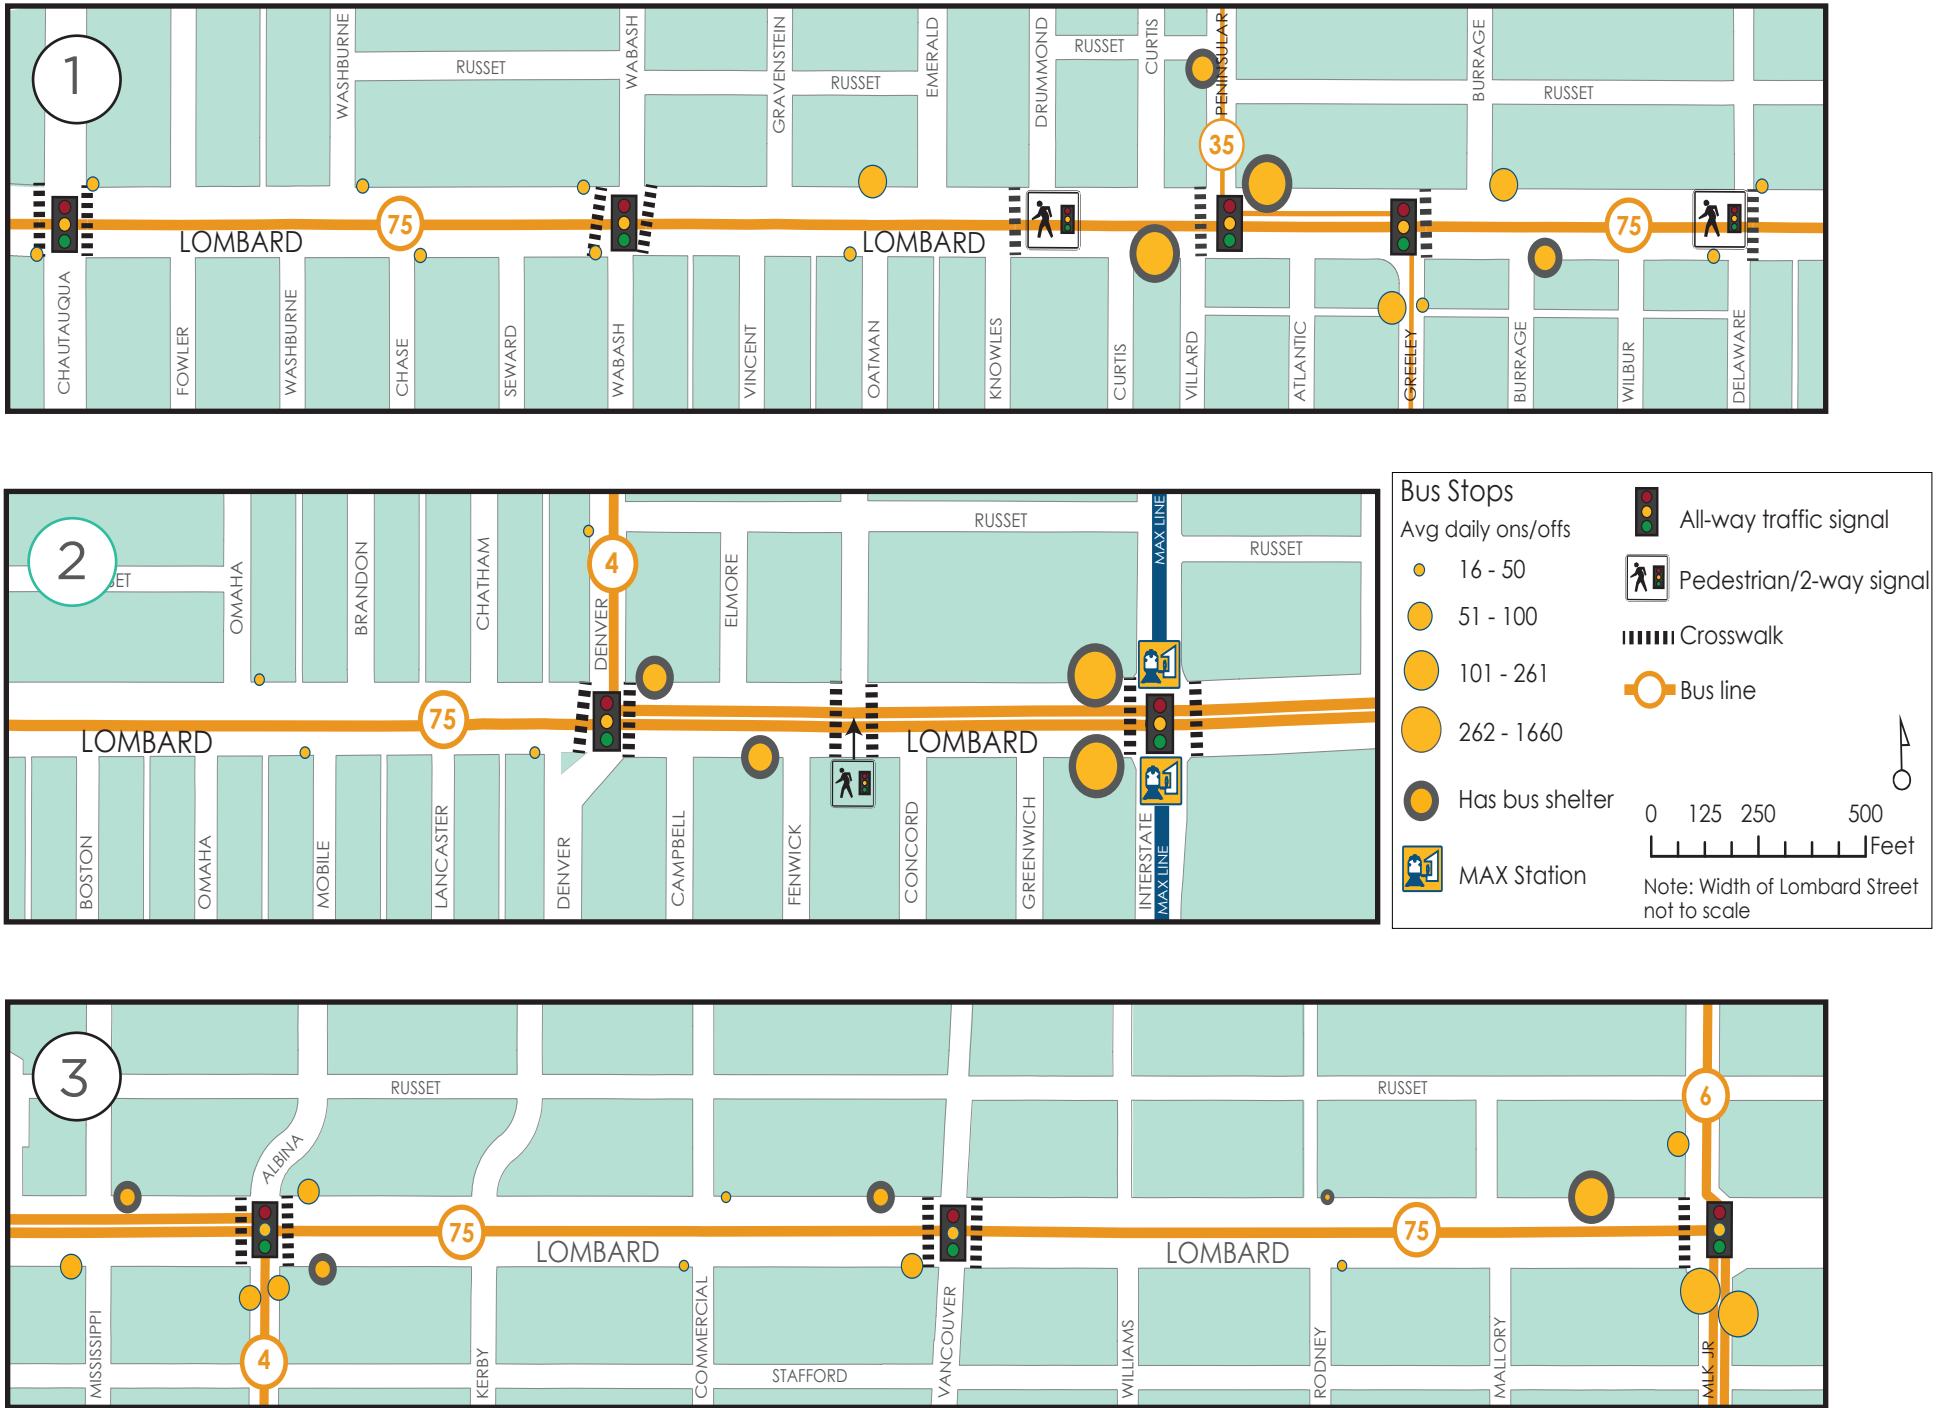 1
WASHBURNE
RUSSET
WABASH
GRAVENSTEIN
RUSSET
EMERALD
DRUMMOND
RUSSET
CURTIS
PENINSULAR
BURRAGE
RUSSET
35
75
LOMBARD
LOMBARD
75
CHAUTAUQUA
FOWLER
WASHBURNE
CHASE
SEWARD
WABASH
VINCENT
OATMAN
KNOWLES
CURTIS
VILLARD
ATLANTIC
GREELEY
BURRAGE
WILBUR
DELAWARE
2
SET
OMAHA
BRANDON
CHATHAM
4
DENVER
ELMORE
RUSSET
MAX LINE
RUSSET
75
LOMBARD
LOMBARD
BOSTON
OMAHA
MOBILE
LANCASTER
DENVER
CAMPBELL
FENWICK
CONCORD
GREENWICH
INTERSTATE
MAX LINE
Bus Stops
Avg daily ons/offs
16 - 50
51 - 100
101 - 261
262 - 1660
Has bus shelter
MAX Station
All-way traffic signal
Pedestrian/2-way signal
Crosswalk
Bus line
0 125 250 500
Feet
Note: Width of Lombard Street
not to scale
3
RUSSET
ALBINA
RUSSET
6
75
LOMBARD
LOMBARD
75
4
MISSISSIPPI
KERBY
COMMERCIAL
STAFFORD
VANCOUVER
WILLIAMS
RODNEY
MALLORY
MLK JR